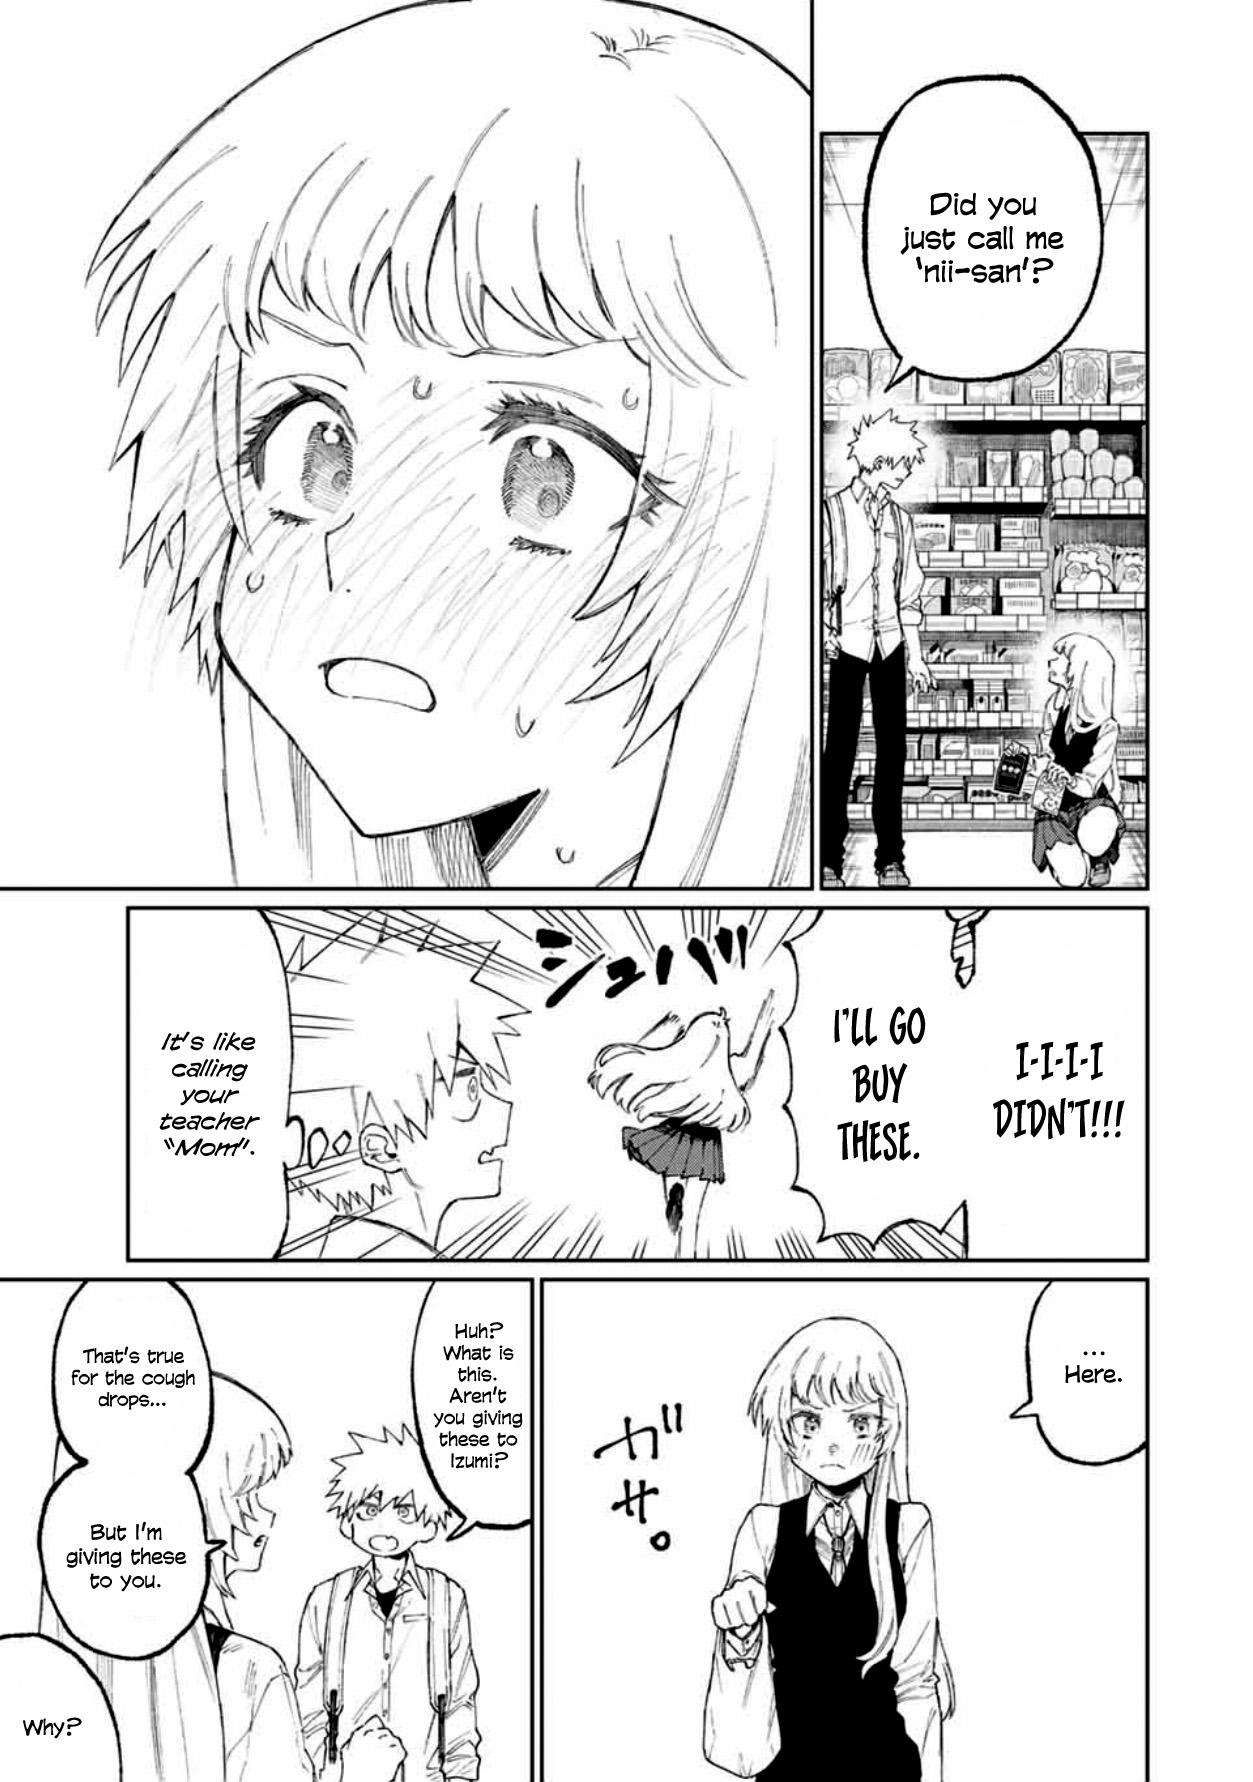 Did you
just call me
‘nii-san’?
I-I-I-I
DIDN'T!!!
I'LL GO
BUY
THESE.
シュバッ
It's like
calling
your
teacher
“Mom”.
...
Here.
ガサ。
Huh?
What is
this.
Aren't
you giving
these to
Izumi?
That's true
for the cough
drops...
But I'm
giving these
to you.
Why?